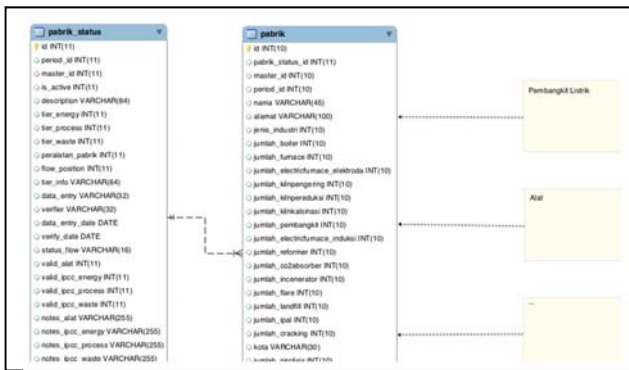 pabrik_status
id INT(11)
period_id INT(11)
master_id INT(11)
is_active INT(11)
description VARCHAR(64)
tier_energy INT(11)
tier_process INT(11)
tier_waste INT(11)
peralatan_pabrik INT(11)
flow_position INT(11)
tier_info VARCHAR(64)
data_entry VARCHAR(32)
verifier VARCHAR(32)
data_entry_date DATE
verify_date DATE
status_flow VARCHAR(16)
valid_alat INT(11)
valid_ipcc_energy INT(11)
valid_ipcc_process INT(11)
valid_ipcc_waste INT(11)
notes_alat VARCHAR(255)
notes_ipcc_energy VARCHAR(255)
notes_ipcc_process VARCHAR(255)
notes_ipcc_waste VARCHAR(255)
pabrik
id INT(10)
pabrik_status_id INT(11)
master_id INT(10)
period_id INT(10)
nama VARCHAR(45)
alamat VARCHAR(100)
jenis_industri INT(10)
jumlah_boiler INT(10)
jumlah_furnace INT(10)
jumlah_electricfurnace_elektroda INT(10)
jumlah_kilnpengering INT(10)
jumlah_kilnpereduksi INT(10)
jumlah_kilnkalsinasi INT(10)
jumlah_pembangkit INT(10)
jumlah_electricfurnace_induksi INT(10)
jumlah_reformer INT(10)
jumlah_co2absorber INT(10)
jumlah_incenerator INT(10)
jumlah_flare INT(10)
jumlah_landfill INT(10)
jumlah_ipal INT(10)
jumlah_cracking INT(10)
kota VARCHAR(30)
Pembangkit Listrik
Alat
...